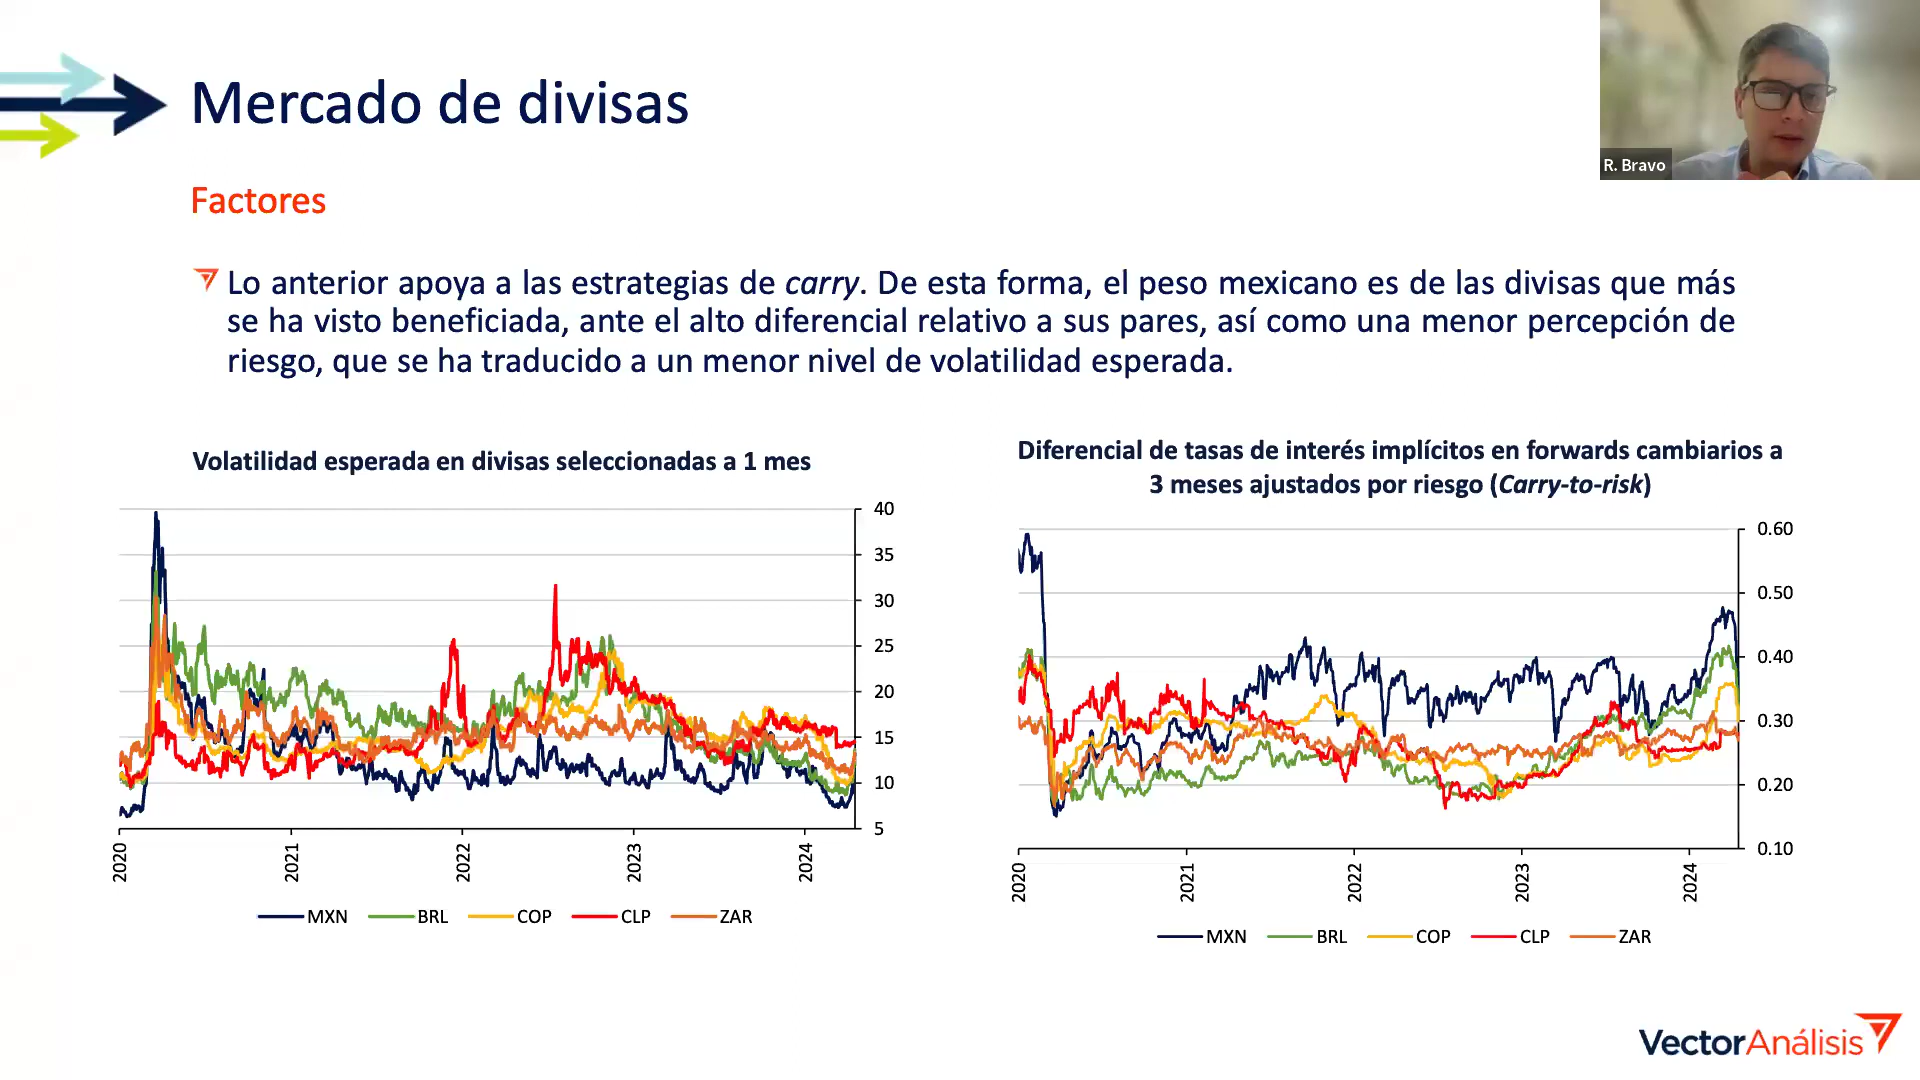 Mercado de divisas
R. Bravo
Factores
Lo anterior apoya a las estrategias de carry. De esta forma, el peso mexicano es de las divisas que más
se ha visto beneficiada, ante el alto diferencial relativo a sus pares, así como una menor percepción de
riesgo, que se ha traducido a un menor nivel de volatilidad esperada.
Volatilidad esperada en divisas seleccionadas a 1 mes
40
35
30
25
20
15
10
5
2020
2021
2022
2023
2024
MXN BRL COP CLP ZAR
Diferencial de tasas de interés implícitos en forwards cambiarios a
3 meses ajustados por riesgo (Carry-to-risk)
0.60
0.50
0.40
0.30
0.20
0.10
2020
2021
2022
2023
2024
MXN BRL COP CLP ZAR
VectorAnálisis